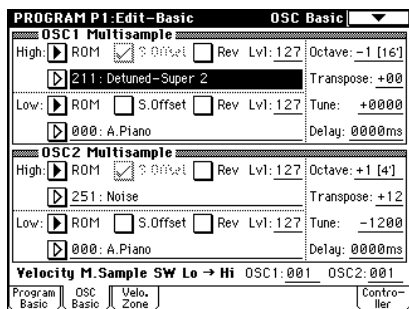 PROGRAM P1:Edit-Basic OSC Basic
OSC1 Multisample
High: ROM S.Offset Rev Lvl:127 Octave:-1 [16']
211: Detuned-Super 2 Transpose:+00
Low: ROM S.Offset Rev Lvl:127 Tune: +0000
000: A.Piano Delay: 0000ms
OSC2 Multisample
High: ROM S.Offset Rev Lvl:127 Octave:+1 [4']
251: Noise Transpose:+12
Low: ROM S.Offset Rev Lvl:127 Tune: -1200
000: A.Piano Delay: 0000ms
Velocity M.Sample SW Lo → Hi OSC1:001 OSC2:001
Program Basic OSC Basic Velo. Zone Contro-ller